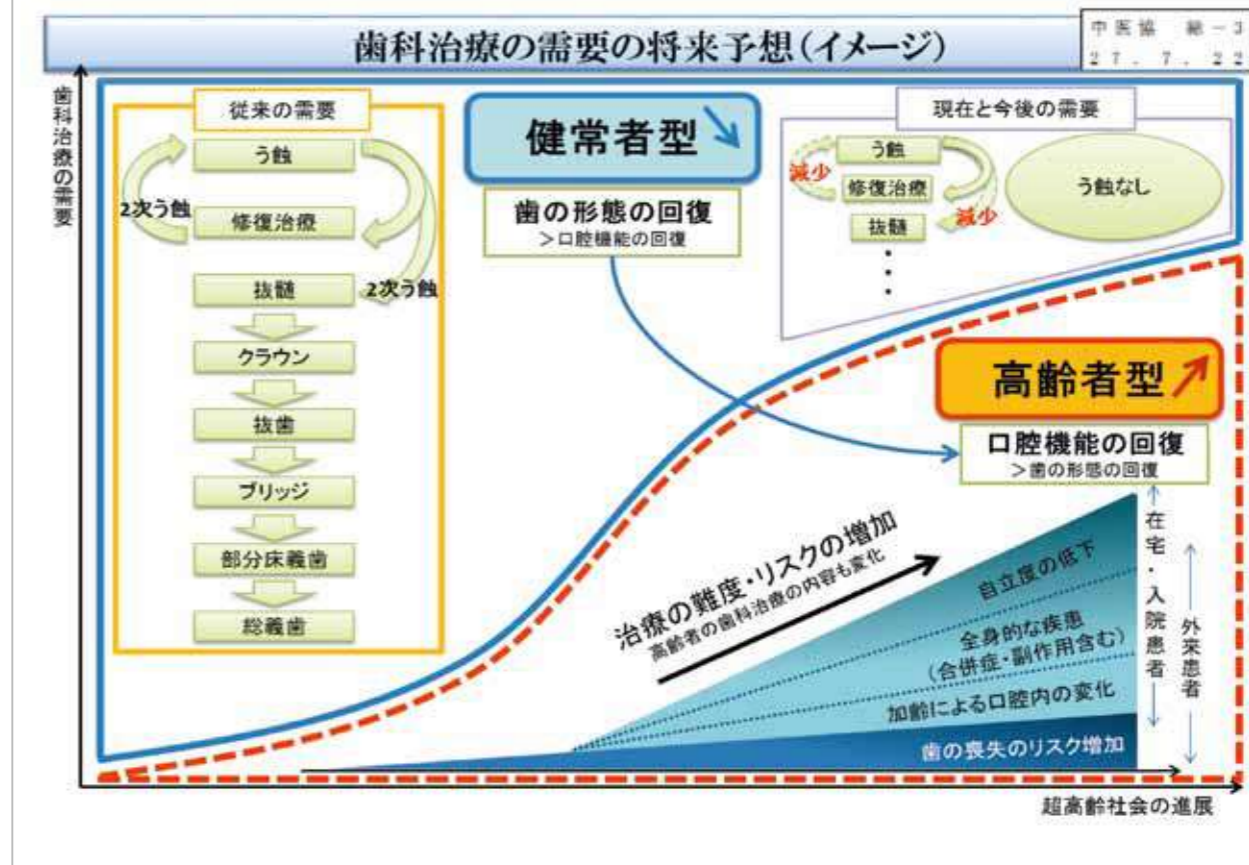 歯科治療の需要の将来予想(イメージ)
中医協 総-3
27.7.22
歯科治療の需要
従来の需要
う蝕
2次う蝕
修復治療
抜髄
2次う蝕
クラウン
抜歯
ブリッジ
部分床義歯
総義歯
健常者型
歯の形態の回復
>口腔機能の回復
現在と今後の需要
う蝕
減少
修復治療
減少
抜髄
・
・
・
う蝕なし
高齢者型
口腔機能の回復
>歯の形態の回復
治療の難度・リスクの増加
高齢者の歯科治療の内容も変化
自立度の低下
全身的な疾患
(合併症・副作用含む)
加齢による口腔内の変化
歯の喪失のリスク増加
在宅・入院患者
外来患者
超高齢社会の進展